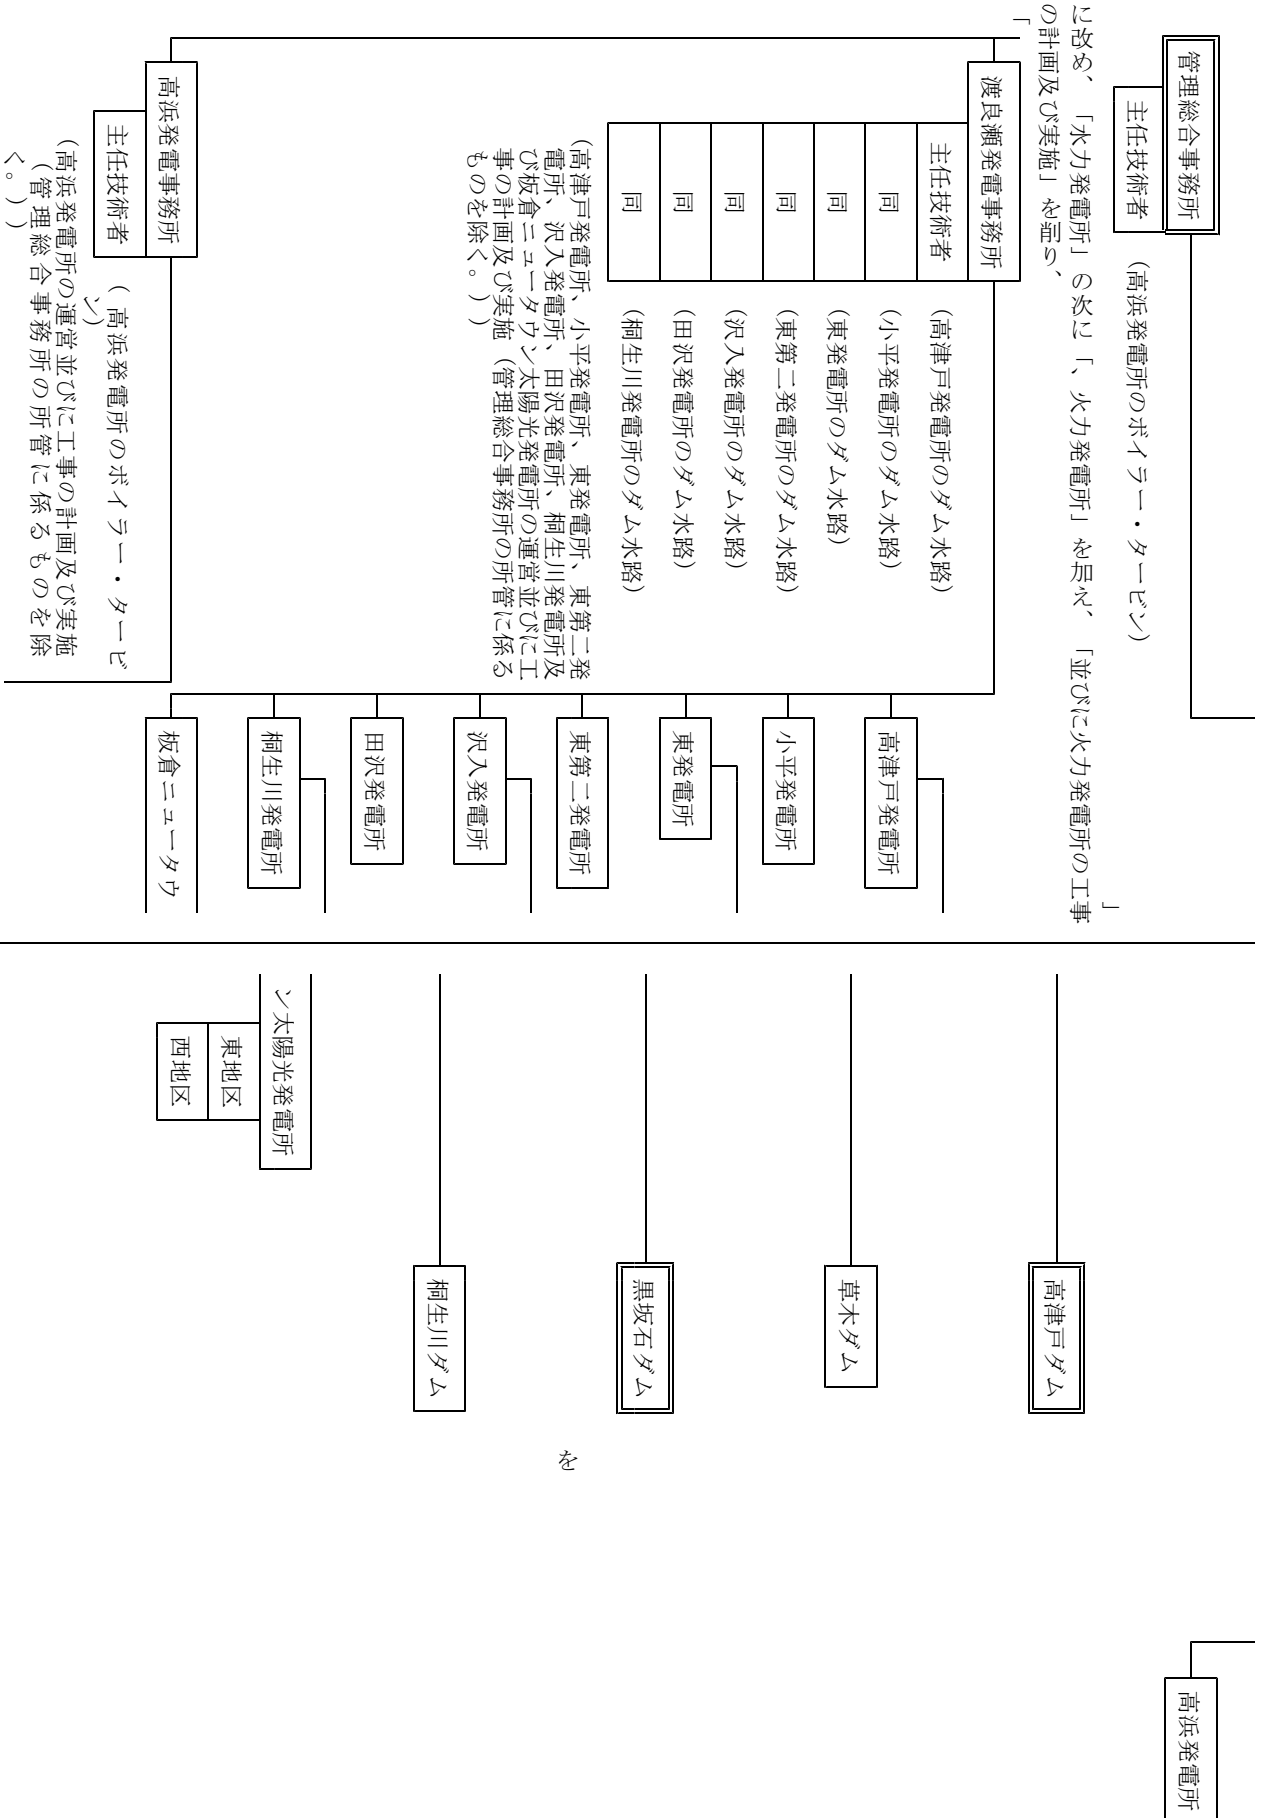 管理総合事務所
主任技術者
(高浜発電所のボイラー・タービン)
高浜発電所
」
に改め、「水力発電所」の次に「、火力発電所」を加え、「並びに火力発電所の工事
の計画及び実施」を削り、
「
渡良瀬発電事務所
主任技術者
(高津戸発電所のダム水路)
同
(小平発電所のダム水路)
同
(東発電所のダム水路)
同
(東第二発電所のダム水路)
同
(沢入発電所のダム水路)
同
(田沢発電所のダム水路)
同
(桐生川発電所のダム水路)
(高津戸発電所、小平発電所、東発電所、東第二発
電所、沢入発電所、田沢発電所、桐生川発電所及
び板倉ニュータウン太陽光発電所の運営並びに工
事の計画及び実施(管理総合事務所の所管に係る
ものを除く。))
高津戸発電所
高津戸ダム
小平発電所
東発電所
草木ダム
東第二発電所
沢入発電所
黒坂石ダム
田沢発電所
桐生川発電所
桐生川ダム
板倉ニュータウ
ン太陽光発電所
東地区
西地区
を
高浜発電事務所
主任技術者
(高浜発電所のボイラー・タービ
ン)
(高浜発電所の運営並びに工事の計画及び実施
(管理総合事務所の所管に係るものを除
く。))